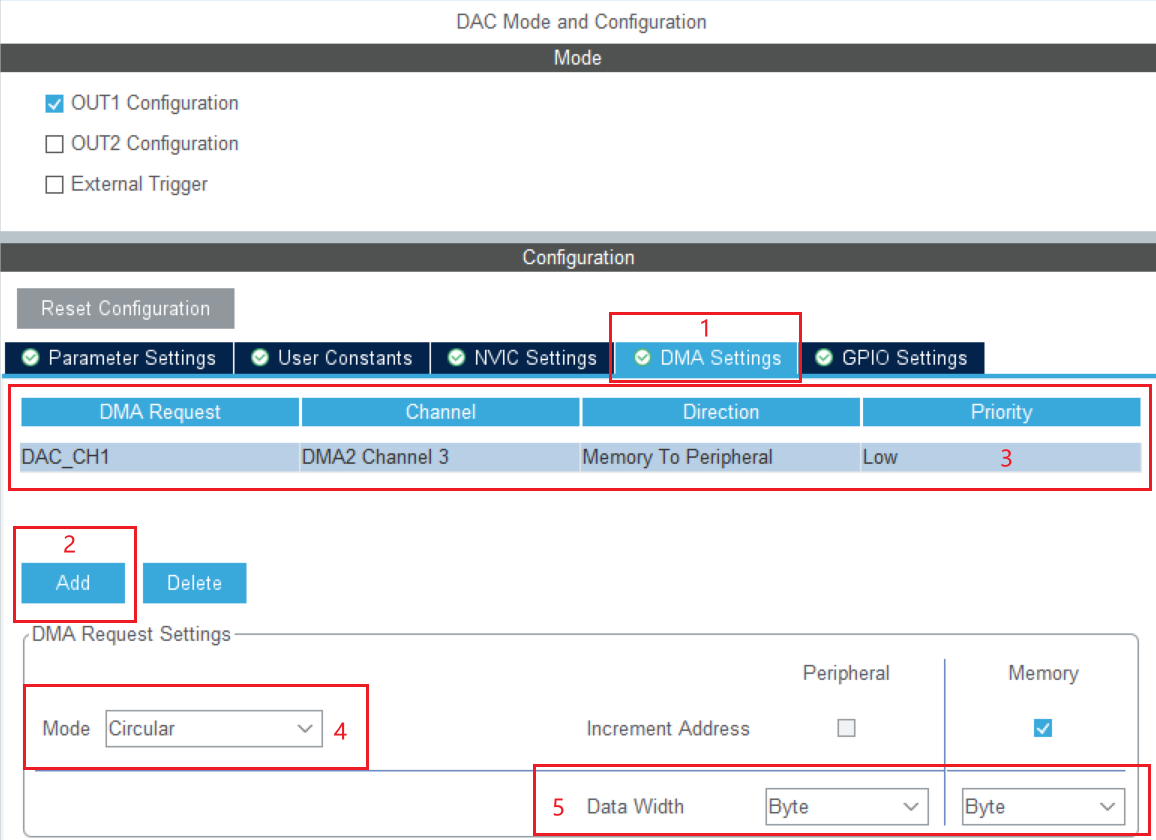 DAC Mode and Configuration
Mode
OUT1 Configuration
OUT2 Configuration
External Trigger
Configuration
Reset Configuration
1
Parameter Settings User Constants NVIC Settings DMA Settings GPIO Settings
DMA Request Channel Direction Priority
DAC_CH1 DMA2 Channel 3 Memory To Peripheral Low 3
2
Add Delete
DMA Request Settings
Peripheral Memory
Mode Circular 4 Increment Address
5 Data Width Byte Byte